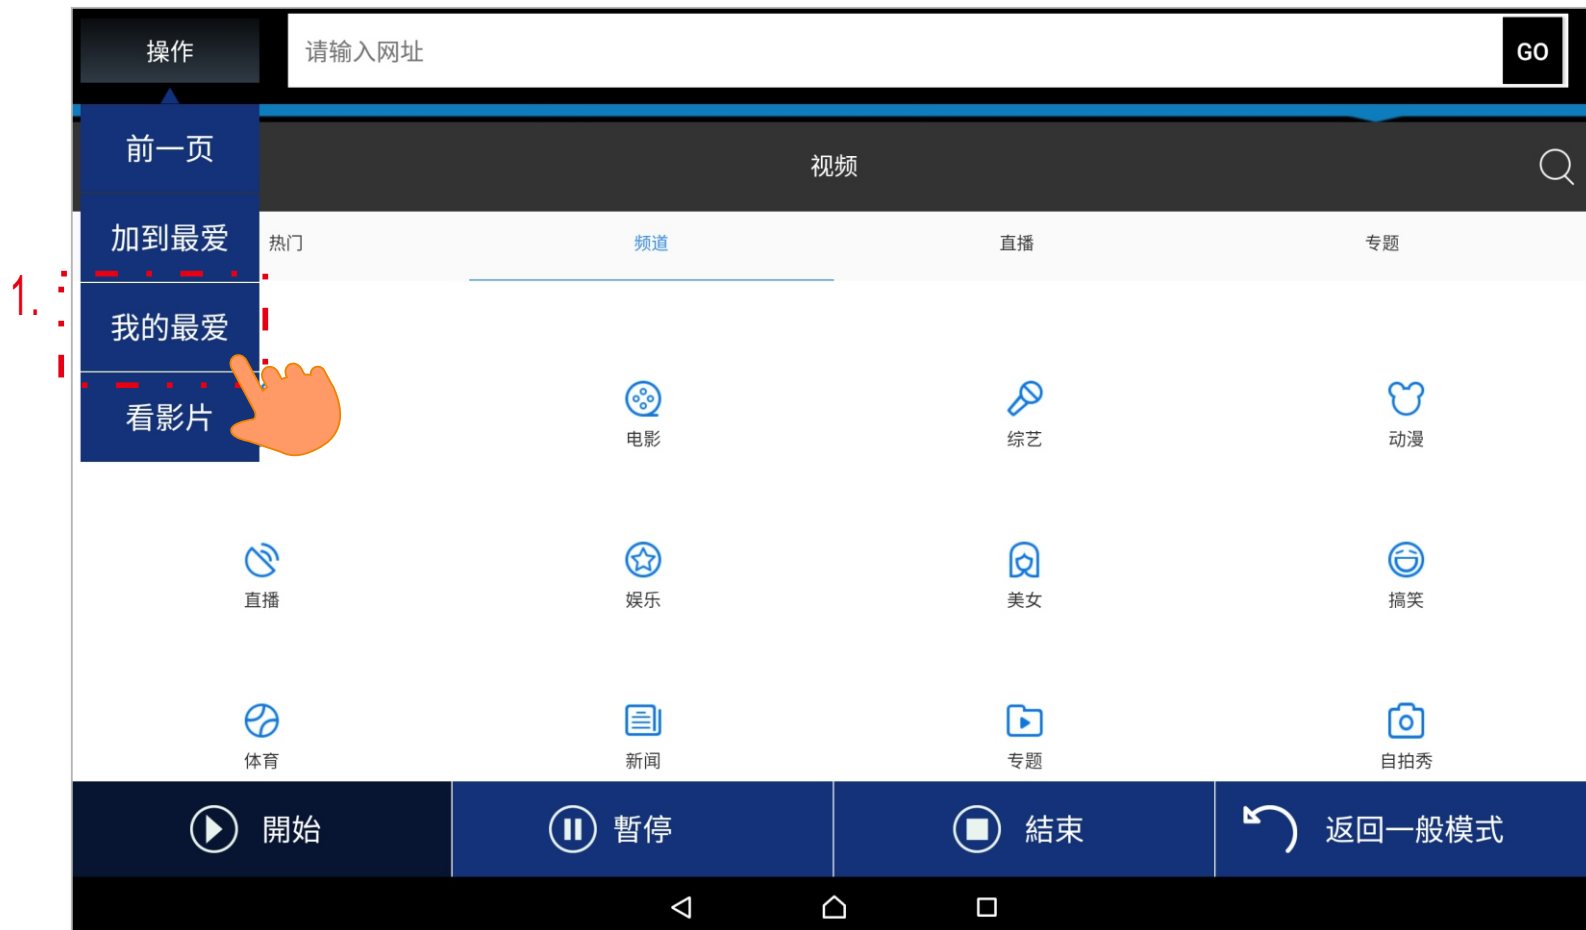 操作
请输入网址
GO
前一页
视频
加到最爱
热门
频道
直播
专题
1.
我的最爱
看影片
电影
综艺
动漫
直播
娱乐
美女
搞笑
体育
新闻
专题
自拍秀
開始
暫停
結束
返回一般模式